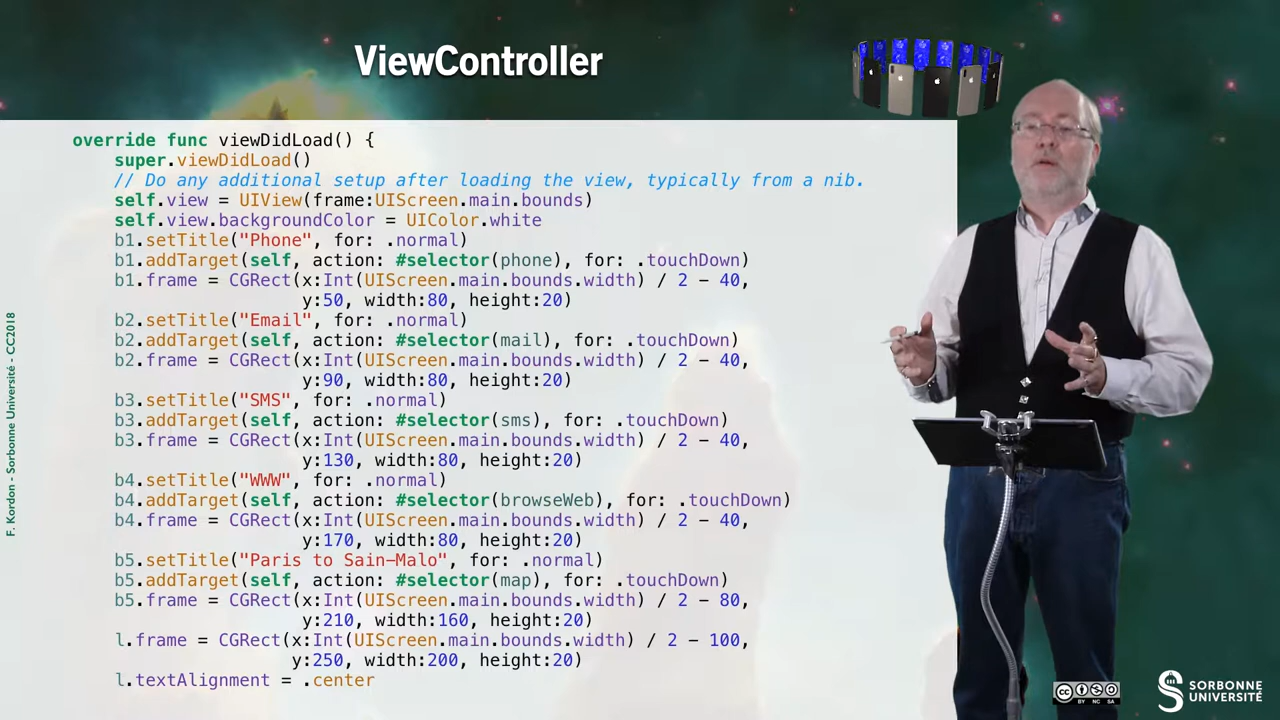 ViewController
override func viewDidLoad() {
super.viewDidLoad()
// Do any additional setup after loading the view, typically from a nib.
self.view = UIView(frame:UIScreen.main.bounds)
self.view.backgroundColor = UIColor.white
b1.setTitle("Phone", for: .normal)
b1.addTarget(self, action: #selector(phone), for: .touchDown)
b1.frame = CGRect(x:Int(UIScreen.main.bounds.width) / 2 - 40,
y:50, width:80, height:20)
b2.setTitle("Email", for: .normal)
b2.addTarget(self, action: #selector(mail), for: .touchDown)
b2.frame = CGRect(x:Int(UIScreen.main.bounds.width) / 2 - 40,
y:90, width:80, height:20)
b3.setTitle("SMS", for: .normal)
b3.addTarget(self, action: #selector(sms), for: .touchDown)
b3.frame = CGRect(x:Int(UIScreen.main.bounds.width) / 2 - 40,
y:130, width:80, height:20)
b4.setTitle("WWW", for: .normal)
b4.addTarget(self, action: #selector(browseWeb), for: .touchDown)
b4.frame = CGRect(x:Int(UIScreen.main.bounds.width) / 2 - 40,
y:170, width:80, height:20)
b5.setTitle("Paris to Sain-Malo", for: .normal)
b5.addTarget(self, action: #selector(map), for: .touchDown)
b5.frame = CGRect(x:Int(UIScreen.main.bounds.width) / 2 - 80,
y:210, width:160, height:20)
l.frame = CGRect(x:Int(UIScreen.main.bounds.width) / 2 - 100,
y:250, width:200, height:20)
l.textAlignment = .center
F. Kordon - Sorbonne Université - CC2018
CC BY NC SA
SORBONNE
UNIVERSITÉ